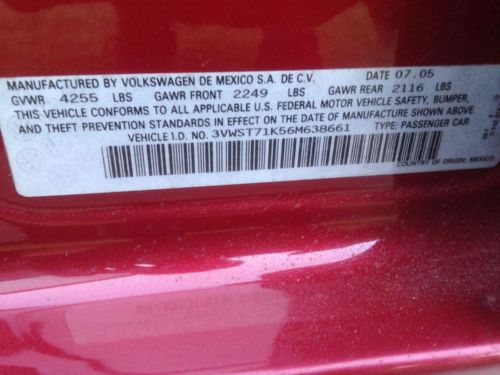 MANUFACTURED BY VOLKSWAGEN DE MEXICO S.A. DE C.V. DATE 07.05
GVWR 4255 LBS GAWR FRONT 2249 LBS GAWR REAR 2116 LBS
THIS VEHICLE CONFORMS TO ALL APPLICABLE U.S. FEDERAL MOTOR VEHICLE SAFETY, BUMPER,
THEFT PREVENTION STANDARDS IN EFFECT ON THE DATE OF MANUFACTURE SHOWN ABOVE.
VEHICLE I.D. NO. 3VWST71K56M638661 TYPE: PASSENGER CAR
COUNTRY OF ORIGIN: MEXICO